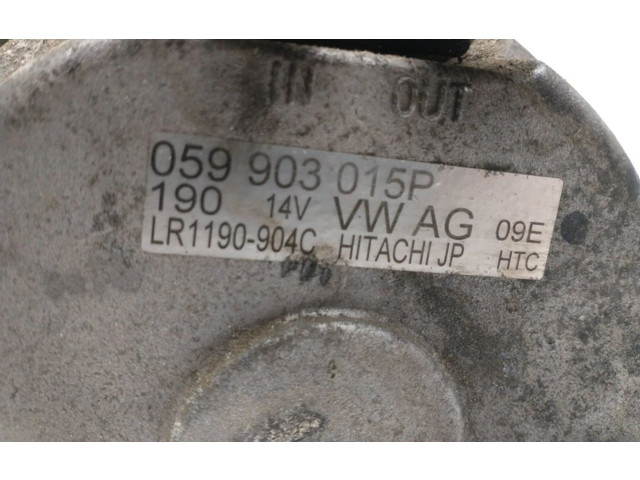 IN OUT
059 903 015P
190 14V VW AG 09E
LR1190-904C HITACHI JP HTC